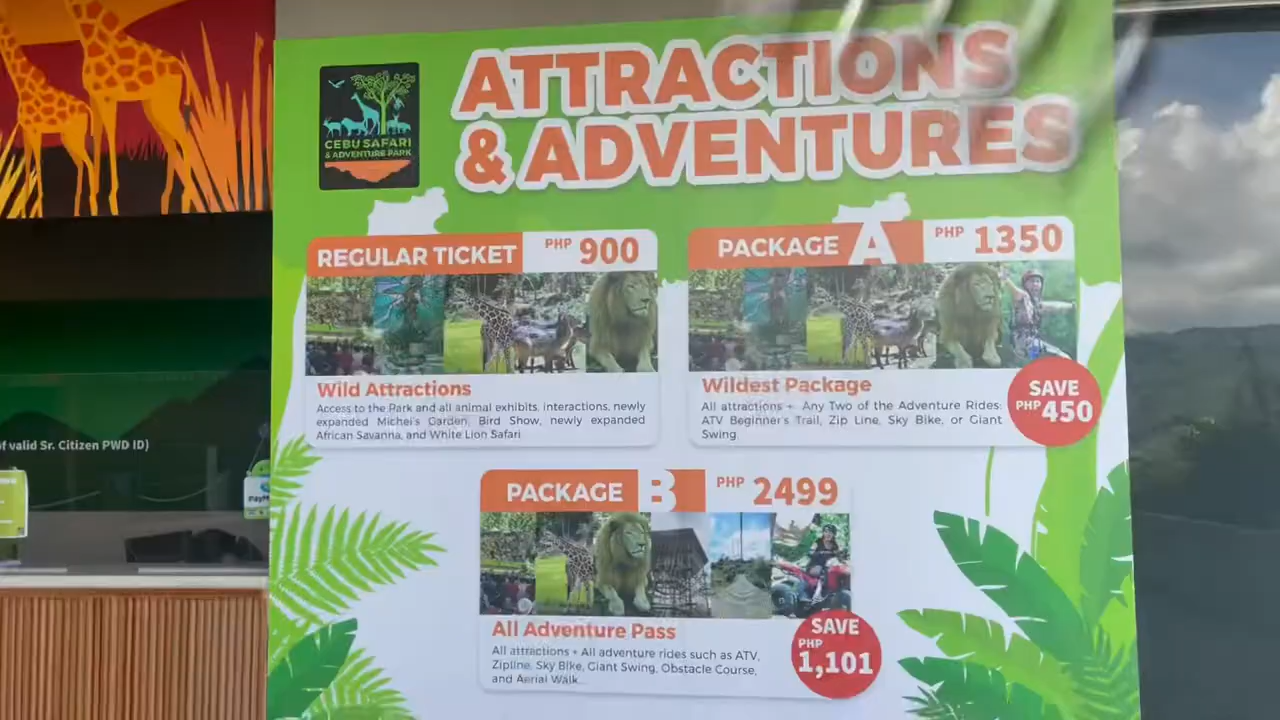 CEBU SAFARI
& ADVENTURE PARK
ATTRACTIONS
& ADVENTURES
REGULAR TICKET PHP 900
Wild Attractions
Access to the Park and all animal exhibits, interactions, newly
expanded Michel's Garden, Bird Show, newly expanded
African Savanna, and White Lion Safari
PACKAGE A PHP 1350
Wildest Package
All attractions + Any Two of the Adventure Rides:
ATV Beginner's Trail, Zip Line, Sky Bike, or Giant
Swing.
SAVE
PHP 450
of valid Sr. Citizen PWD ID)
PACKAGE B PHP 2499
All Adventure Pass
All attractions + All adventure rides such as ATV,
Zipline, Sky Bike, Giant Swing, Obstacle Course,
and Aerial Walk.
SAVE
PHP
1,101